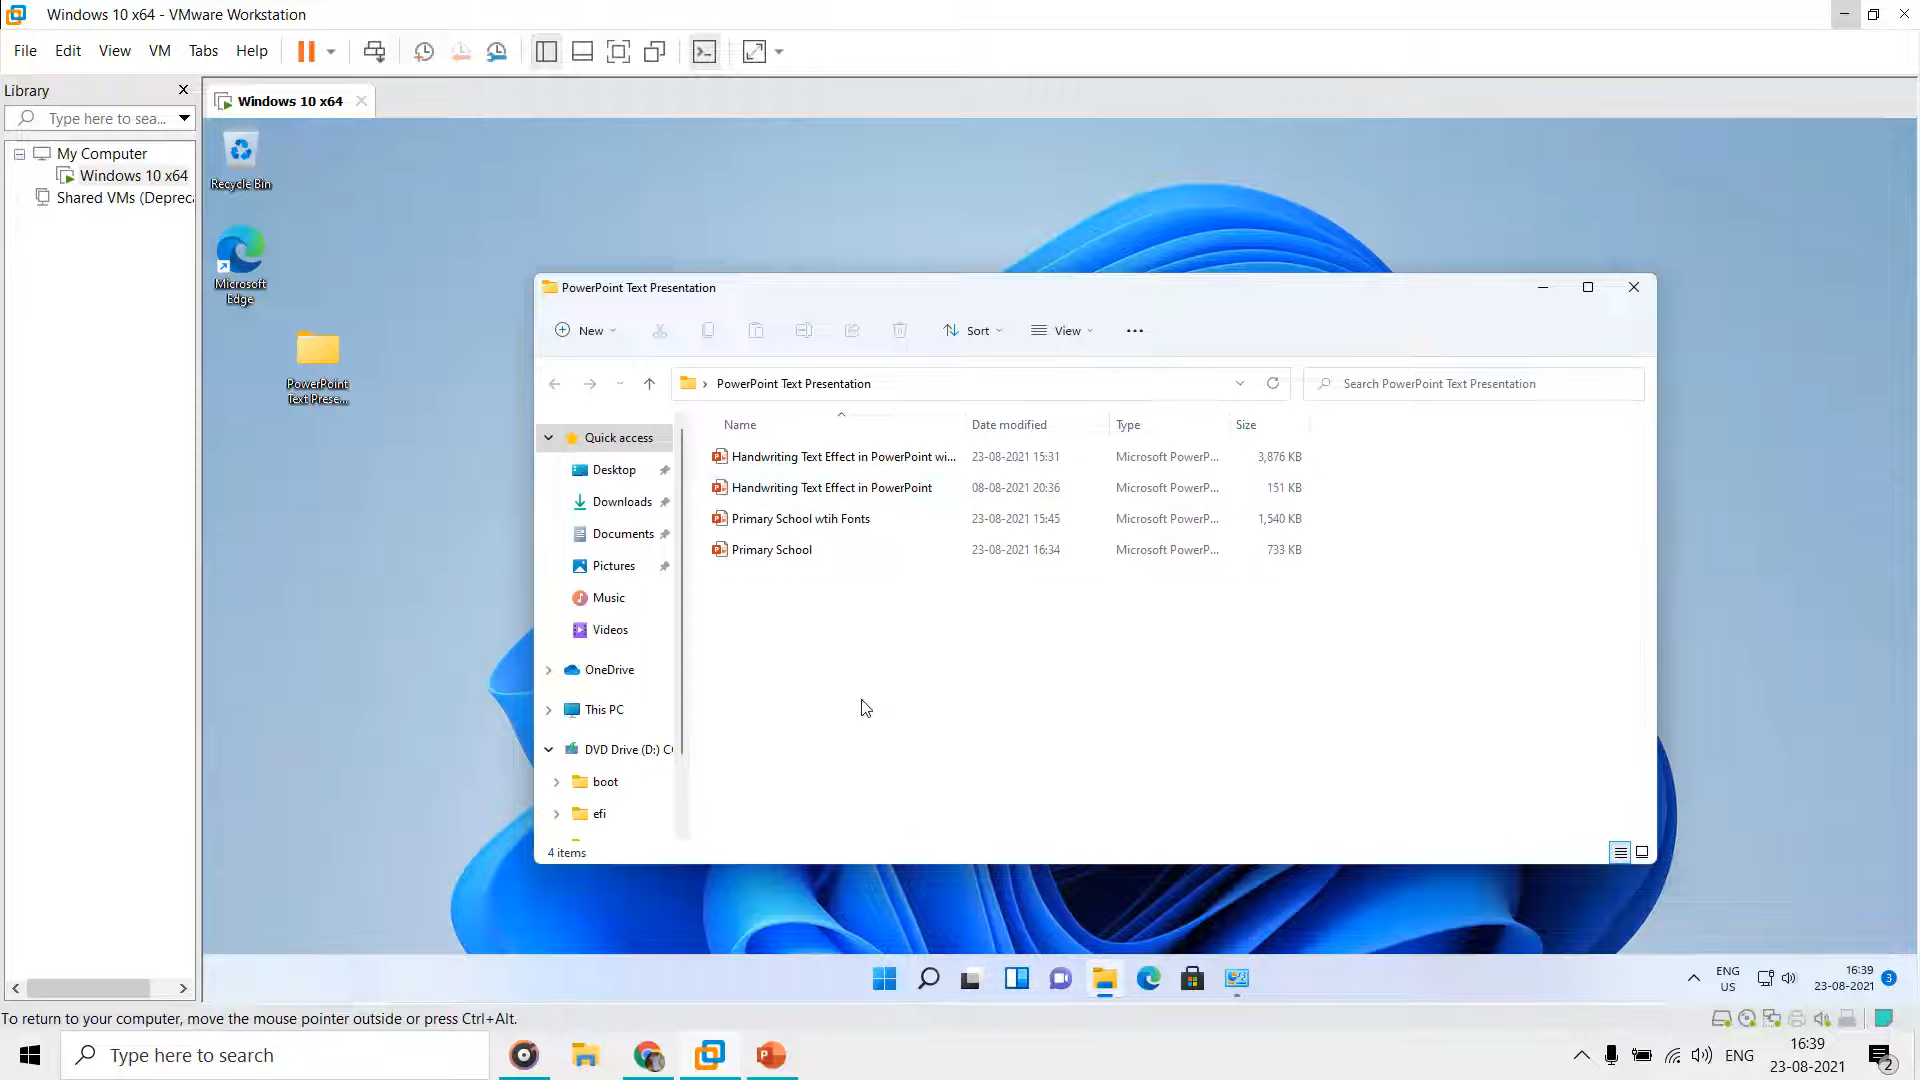 Windows 10 x64 - VMware Workstation
File Edit View VM Tabs Help
Library
Windows 10 x64
Type here to sea...
My Computer
Windows 10 x64
Shared VMs (Depreca
Recycle Bin
Microsoft
Edge
PowerPoint
Text Prese...
PowerPoint Text Presentation
New Sort View
PowerPoint Text Presentation
Search PowerPoint Text Presentation
Name Date modified Type Size
Quick access
Desktop
Downloads
Documents
Pictures
Music
Videos
OneDrive
This PC
DVD Drive (D:) C
boot
efi
Handwriting Text Effect in PowerPoint wi... 23-08-2021 15:31 Microsoft PowerP... 3,876 KB
Handwriting Text Effect in PowerPoint 08-08-2021 20:36 Microsoft PowerP... 151 KB
Primary School wtih Fonts 23-08-2021 15:45 Microsoft PowerP... 1,540 KB
Primary School 23-08-2021 16:34 Microsoft PowerP... 733 KB
4 items
ENG
US
16:39
23-08-2021
3
To return to your computer, move the mouse pointer outside or press Ctrl+Alt.
Type here to search
ENG
16:39
23-08-2021
2